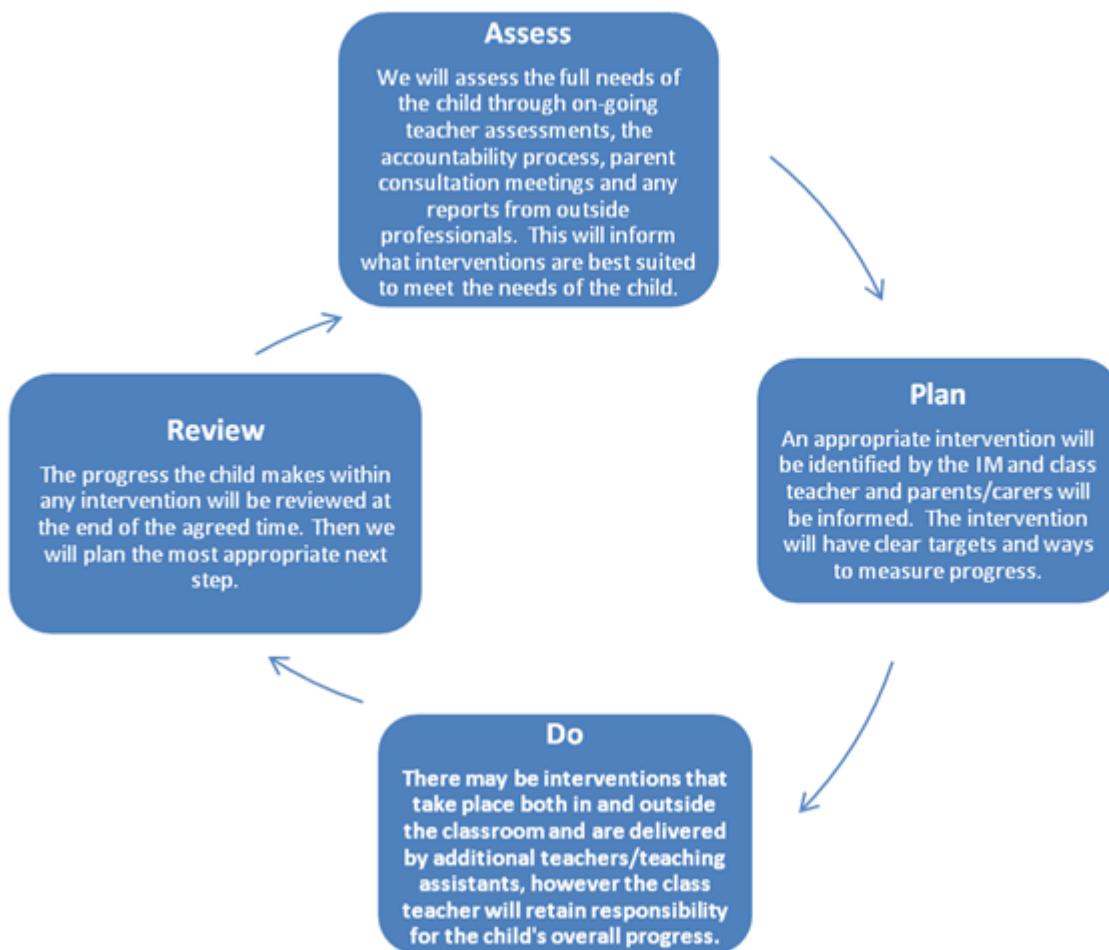 Assess
We will assess the full needs of
the child through on-going
teacher assessments, the
accountability process, parent
consultation meetings and any
reports from outside
professionals.  This will inform
what interventions are best suited
to meet the needs of the child.
Plan
An appropriate intervention will
be identified by the IM and class
teacher and parents/carers will
be informed.  The intervention
will have clear targets and ways
to measure progress.
Do
There may be interventions that
take place both in and outside
the classroom and are delivered
by additional teachers/teaching
assistants, however the class
teacher will retain responsibility
for the child's overall progress.
Review
The progress the child makes within
any intervention will be reviewed at
the end of the agreed time.  Then we
will plan the most appropriate next
step.